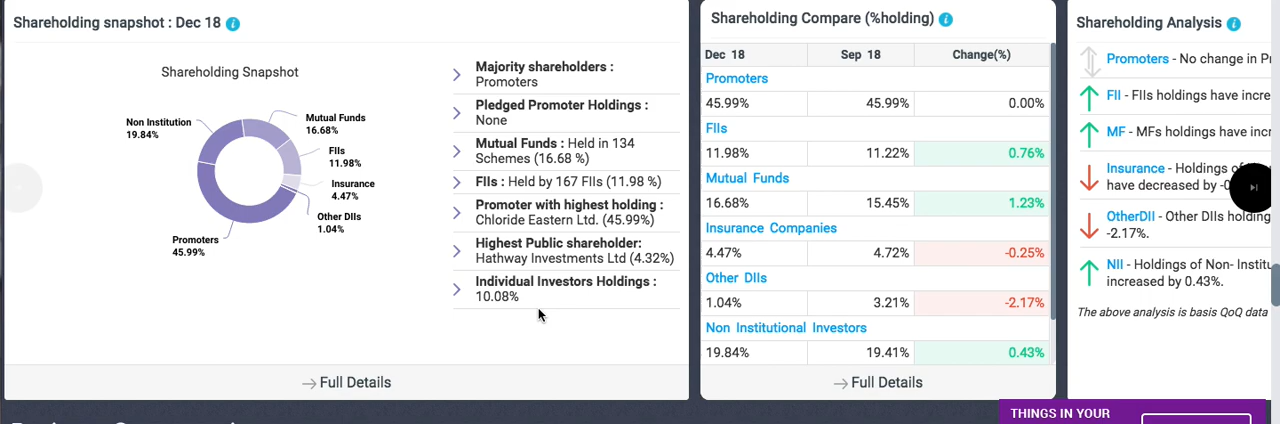 Shareholding snapshot : Dec 18
Shareholding Snapshot
Non Institution
19.84%
Mutual Funds
16.68%
FIIs
11.98%
Insurance
4.47%
Other DIIs
1.04%
Promoters
45.99%
Majority shareholders :
Promoters
Pledged Promoter Holdings :
None
Mutual Funds : Held in 134
Schemes (16.68 %)
FIIs : Held by 167 FIIs (11.98 %)
Promoter with highest holding :
Chloride Eastern Ltd. (45.99%)
Highest Public shareholder:
Hathway Investments Ltd (4.32%)
Individual Investors Holdings :
10.08%
Full Details
Shareholding Compare (%holding)
Dec 18 Sep 18 Change(%)
Promoters
45.99% 45.99% 0.00%
FIIs
11.98% 11.22% 0.76%
Mutual Funds
16.68% 15.45% 1.23%
Insurance Companies
4.47% 4.72% -0.25%
Other DIIs
1.04% 3.21% -2.17%
Non Institutional Investors
19.84% 19.41% 0.43%
Full Details
Shareholding Analysis
Promoters - No change in
FII - FIIs holdings have
MF - MFs holdings have
Insurance - Holdings
have decreased by
OtherDII - Other DIIs holding
-2.17%.
NII - Holdings of Non-
increased by 0.43%.
The above analysis is basis QoQ data
THINGS IN YOUR